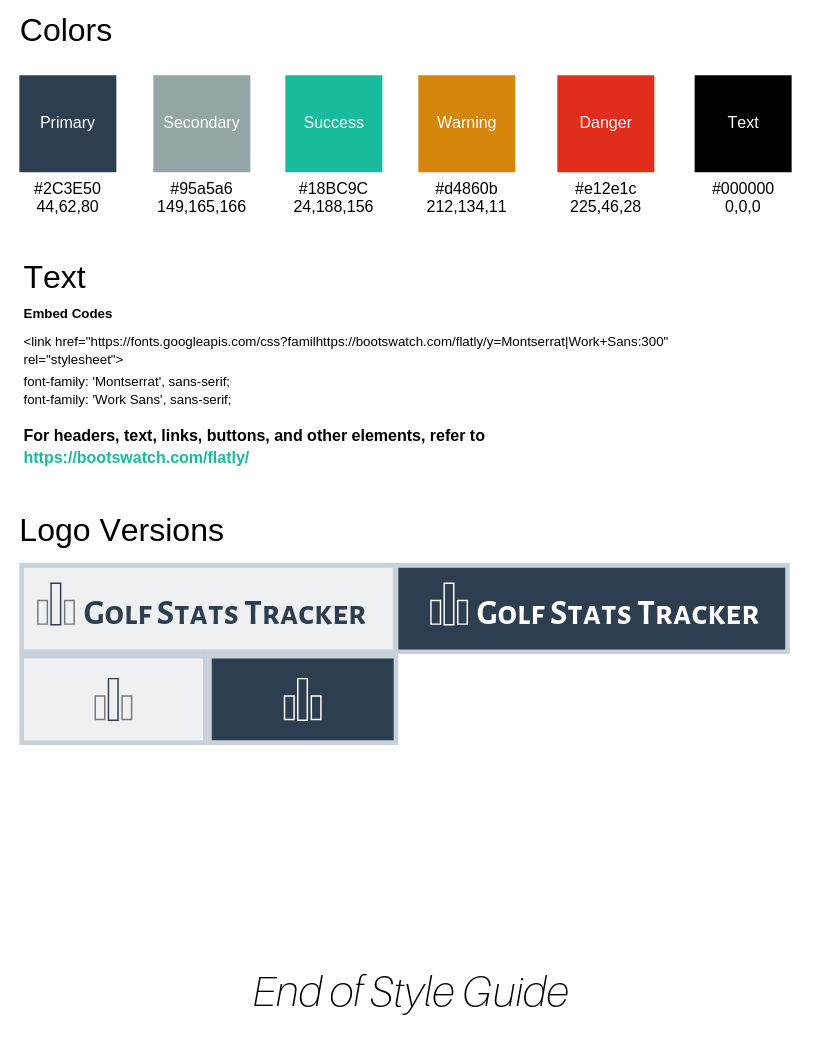 Colors
Primary Secondary Success Warning Danger Text
#2C3E50 #95a5a6 #18BC9C #d4860b #e12e1c #000000
44,62,80 149,165,166 24,188,156 212,134,11 225,46,28 0,0,0
Text
Embed Codes
<link href="https://fonts.googleapis.com/css?familhttps://bootswatch.com/flatly/y=Montserrat|Work+Sans:300"
rel="stylesheet">
font-family: 'Montserrat', sans-serif;
font-family: 'Work Sans', sans-serif;
For headers, text, links, buttons, and other elements, refer to
https://bootswatch.com/flatly/
Logo Versions
Golf Stats Tracker Golf Stats Tracker
End of Style Guide